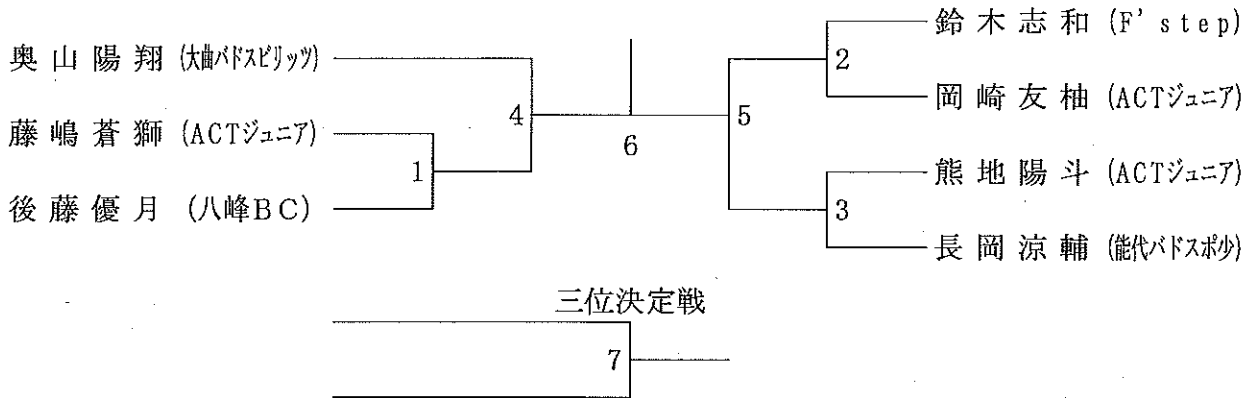 奥山陽翔 (大曲バドスピリッツ)
藤嶋蒼獅 (ACTジュニア)
後藤優月 (八峰BC)
1
4
6
5
2
3
鈴木志和 (F'step)
岡崎友柚 (ACTジュニア)
熊地陽斗 (ACTジュニア)
長岡涼輔 (能代バドスポ少)
三位決定戦
7